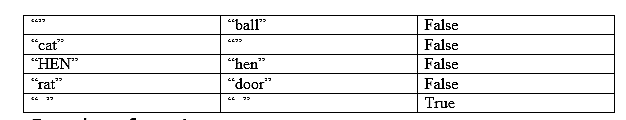 “” “ball” False
“cat” “” False
“HEN” “hen” False
“rat” “door” False
“ ” “ ” True